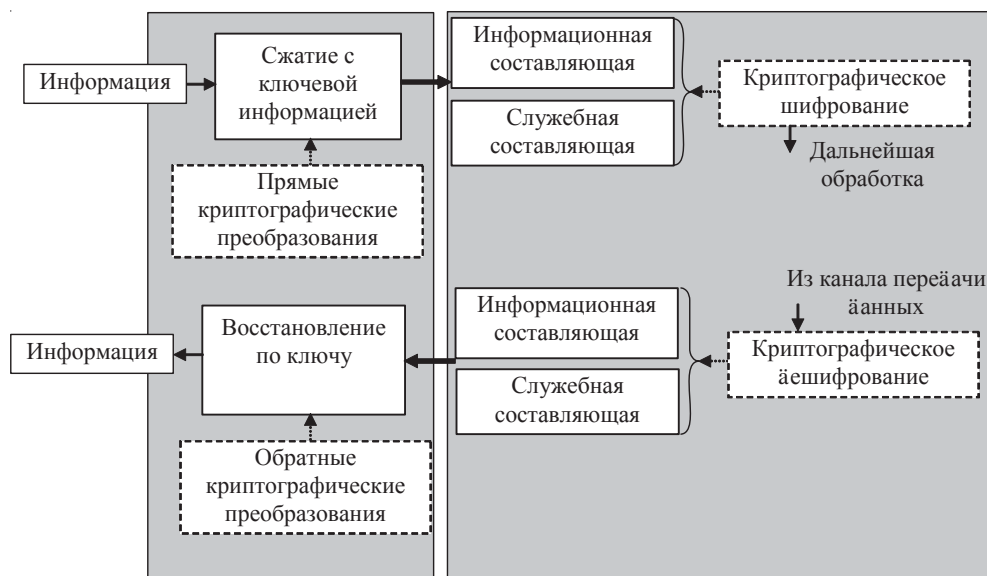 Информация
Сжатие с
ключевой
информацией
Прямые
криптографические
преобразования
Информационная
составляющая
Служебная
составляющая
Криптографическое
шифрование
Дальнейшая
обработка
Информация
Восстановление
по ключу
Обратные
криптографические
преобразования
Информационная
составляющая
Служебная
составляющая
Из канала переäачи
äанных
Криптографическое
äешифрование